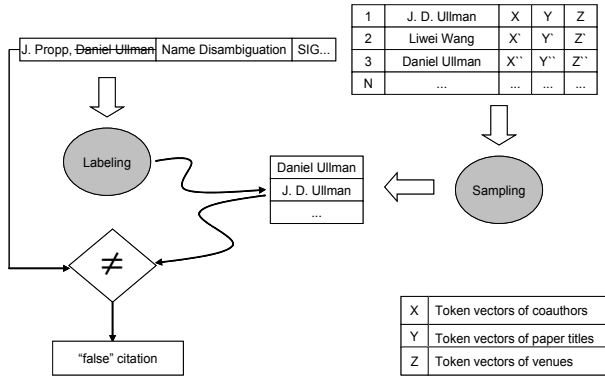 1 J. D. Ullman X Y Z
2 Liwei Wang X` Y` Z`
3 Daniel Ullman X`` Y`` Z``
N ... ... ... ...
J. Propp, Daniel Ullman Name Disambiguation SIG...
Labeling
Daniel Ullman
J. D. Ullman
...
Sampling
≠
"false" citation
X Token vectors of coauthors
Y Token vectors of paper titles
Z Token vectors of venues